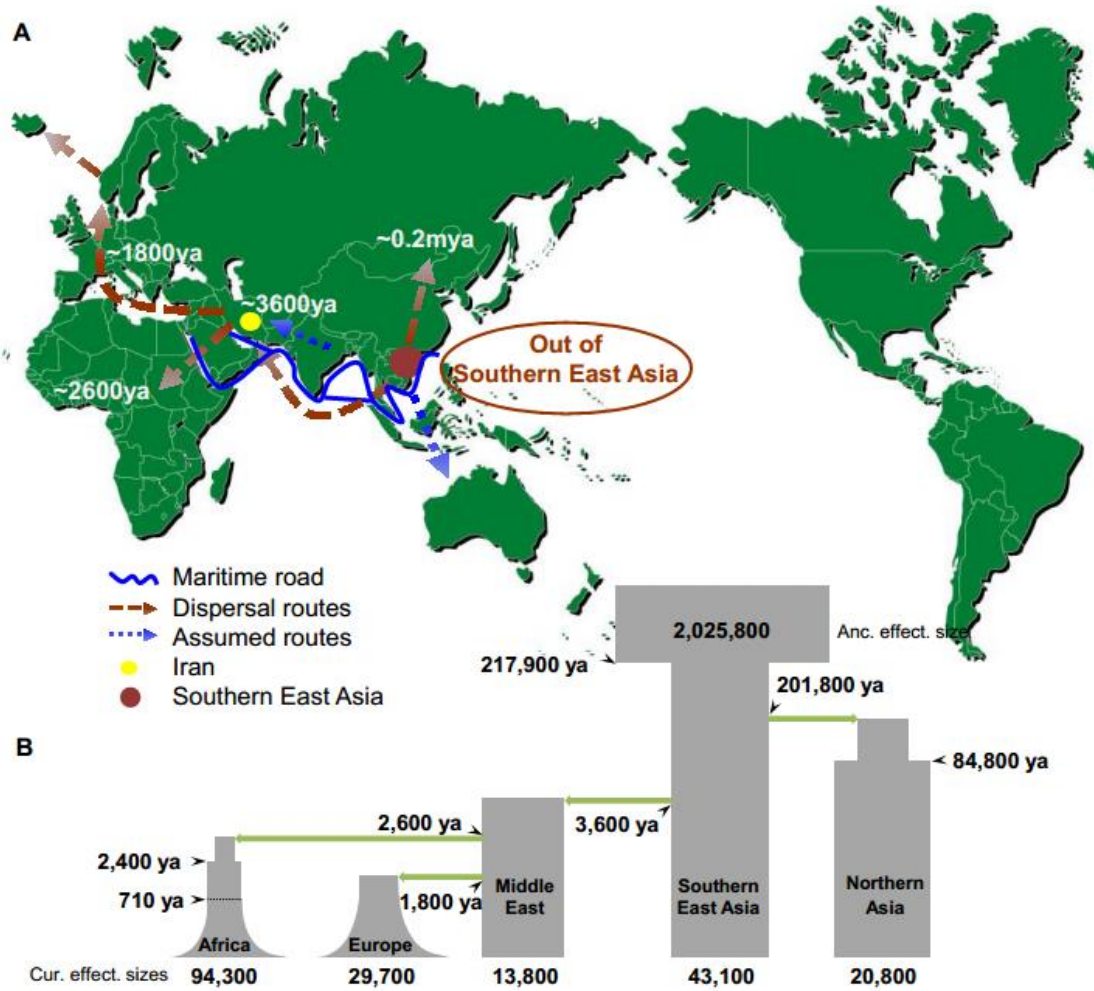 A
~0.2mya
~1800ya
~3600ya
~2600ya
Out of
Southern East Asia
Maritime road
Dispersal routes
Assumed routes
Iran
Southern East Asia
2,025,800
Anc. effect. size
217,900 ya
201,800 ya
B
84,800 ya
2,600 ya
3,600 ya
2,400 ya
710 ya
1,800 ya
Middle
East
Southern
East Asia
Northern
Asia
Africa
Europe
Cur. effect. sizes
94,300
29,700
13,800
43,100
20,800